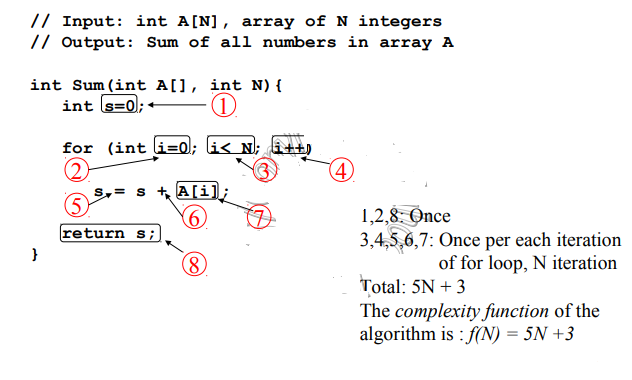 // Input: int A[N], array of N integers
// Output: Sum of all numbers in array A
int Sum(int A[], int N){
int s=0; 1
for (int i=0; i< N; i++)
2 3 4
s = s + A[i];
5 6 7
return s;
8
}
1,2,8: Once
3,4,5,6,7: Once per each iteration
of for loop, N iteration
Total: 5N + 3
The complexity function of the
algorithm is : f(N) = 5N +3